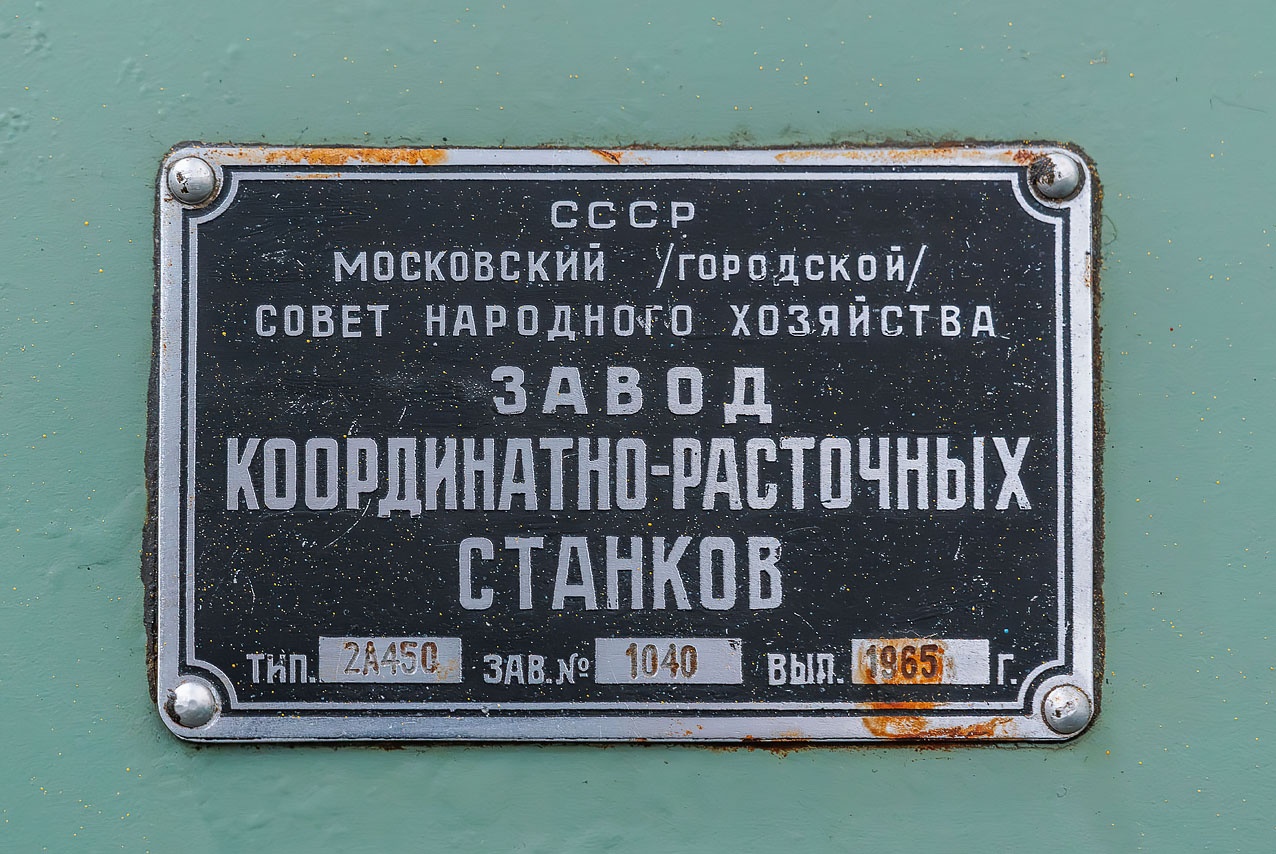 СССР
МОСКОВСКИЙ /ГОРОДСКОЙ/
СОВЕТ НАРОДНОГО ХОЗЯЙСТВА
ЗАВОД
КООРДИНАТНО-РАСТОЧНЫХ
СТАНКОВ
ТИП. 2А450 ЗАВ.№ 1040 ВЫП. 1965 Г.